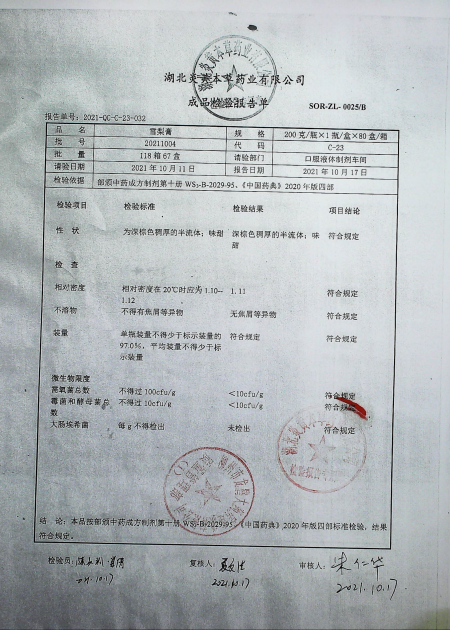 湖北炎黄本草药业有限公司
成品检验报告单 SOR-ZL- 0025/B
报告单号: 2021-QC-C-23-032
品 名 雪梨膏 规 格 200克/瓶×1瓶/盒×80盒/箱
批 号 20211004 代 码 C-23
批 量 118箱67盒 请验部门 口服液体制剂车间
请验日期 2021年10月11日 报告日期 2021年10月17日
检验依据 部颁中药成方制剂第十册 WS₃-B-2029-95、《中国药典》2020年版四部
检验项目 检验标准 检验结果 项目结论
性 状 为深棕色稠厚的半流体；味甜 深棕色稠厚的半流体；味甜 符合规定
检 查
相对密度 相对密度在20℃时应为1.10~1.12 1.11 符合规定
不溶物 不得有焦屑等异物 无焦屑等异物 符合规定
装量 单瓶装量不得少于标示装量的97.0%，平均装量不得少于标示装量 符合规定 符合规定
微生物限度
需氧菌总数 不得过100cfu/g <10cfu/g 符合规定
霉菌和酵母菌总数 不得过10cfu/g <10cfu/g 符合规定
大肠埃希菌 每g不得检出 未检出 符合规定
结 论：本品按部颁中药成方制剂第十册 WS₃-B-2029-95、《中国药典》2020年版四部标准检验，结果
符合规定。
检验员: 复核人: 审核人: 朱仁华
10.17 2021.10.17 2021.10.17